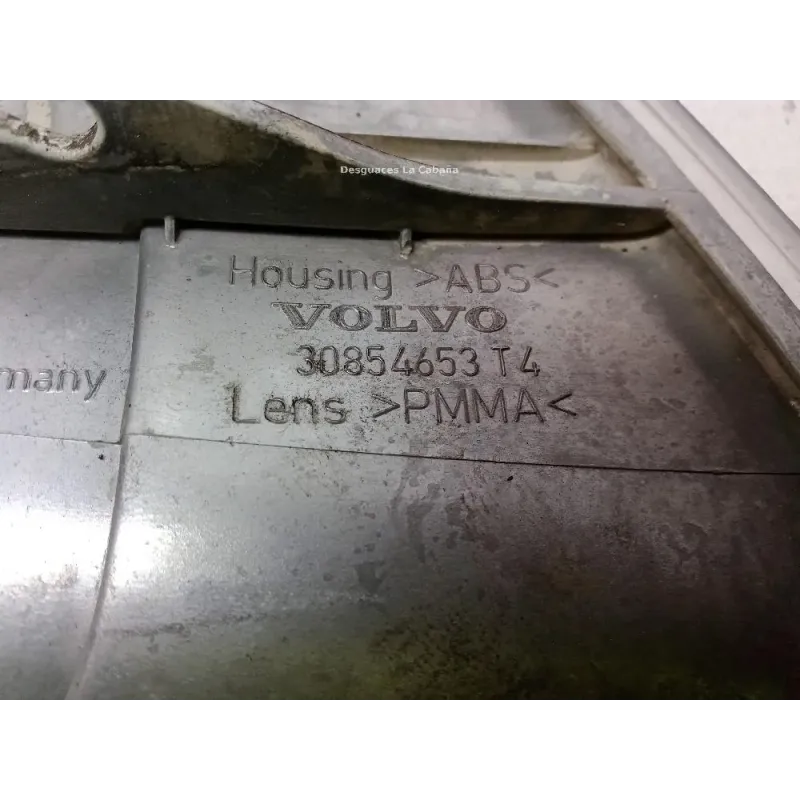 Desguaces La Cabaña
Housing >ABS<
VOLVO
30854653 T4
many
Lens >PMMA<